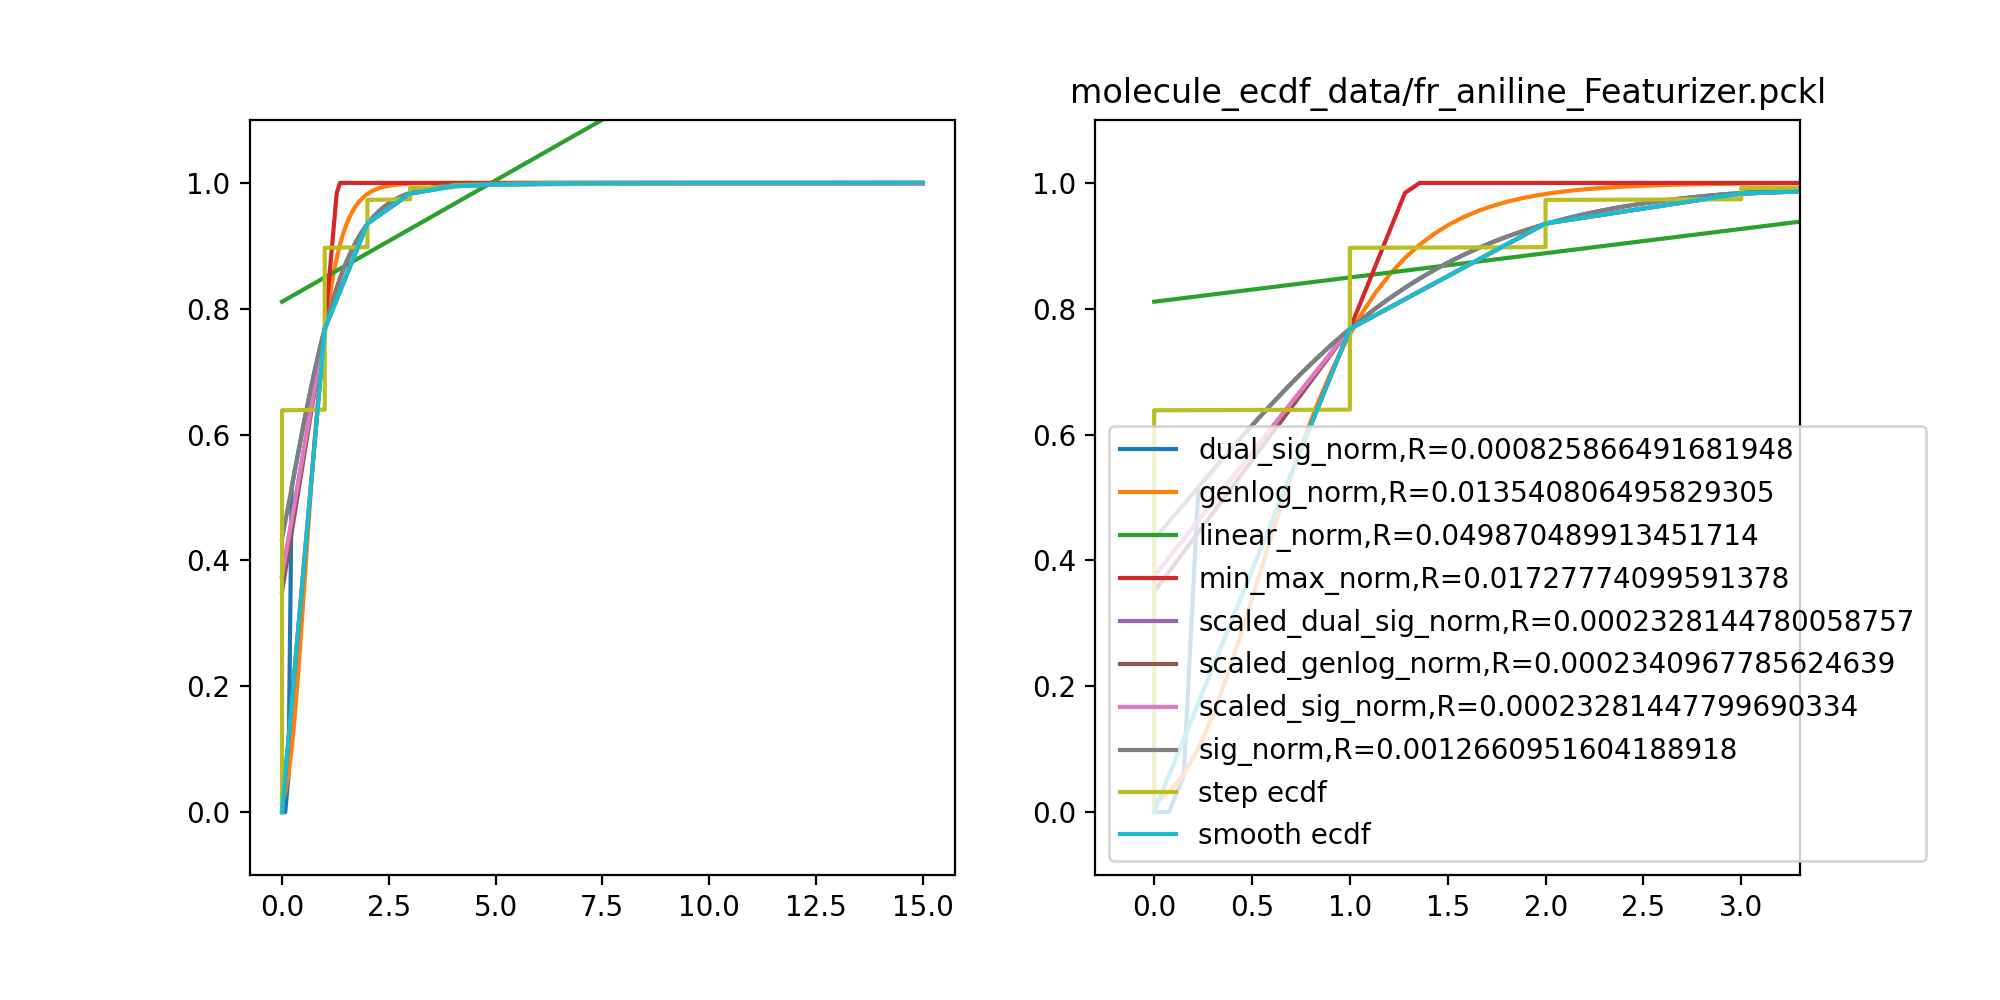 molecule_ecdf_data/fr_aniline_Featurizer.pckl
1.0
0.8
0.6
0.4
0.2
0.0
0.0 2.5 5.0 7.5 10.0 12.5 15.0
1.0
0.8
0.6
0.4
0.2
0.0
dual_sig_norm,R=0.000825866491681948
genlog_norm,R=0.013540806495829305
linear_norm,R=0.049870489913451714
min_max_norm,R=0.01727774099591378
scaled_dual_sig_norm,R=0.0002328144780058757
scaled_genlog_norm,R=0.0002340967785624639
scaled_sig_norm,R=0.00023281447799690334
sig_norm,R=0.0012660951604188918
step ecdf
smooth ecdf
0.0 0.5 1.0 1.5 2.0 2.5 3.0